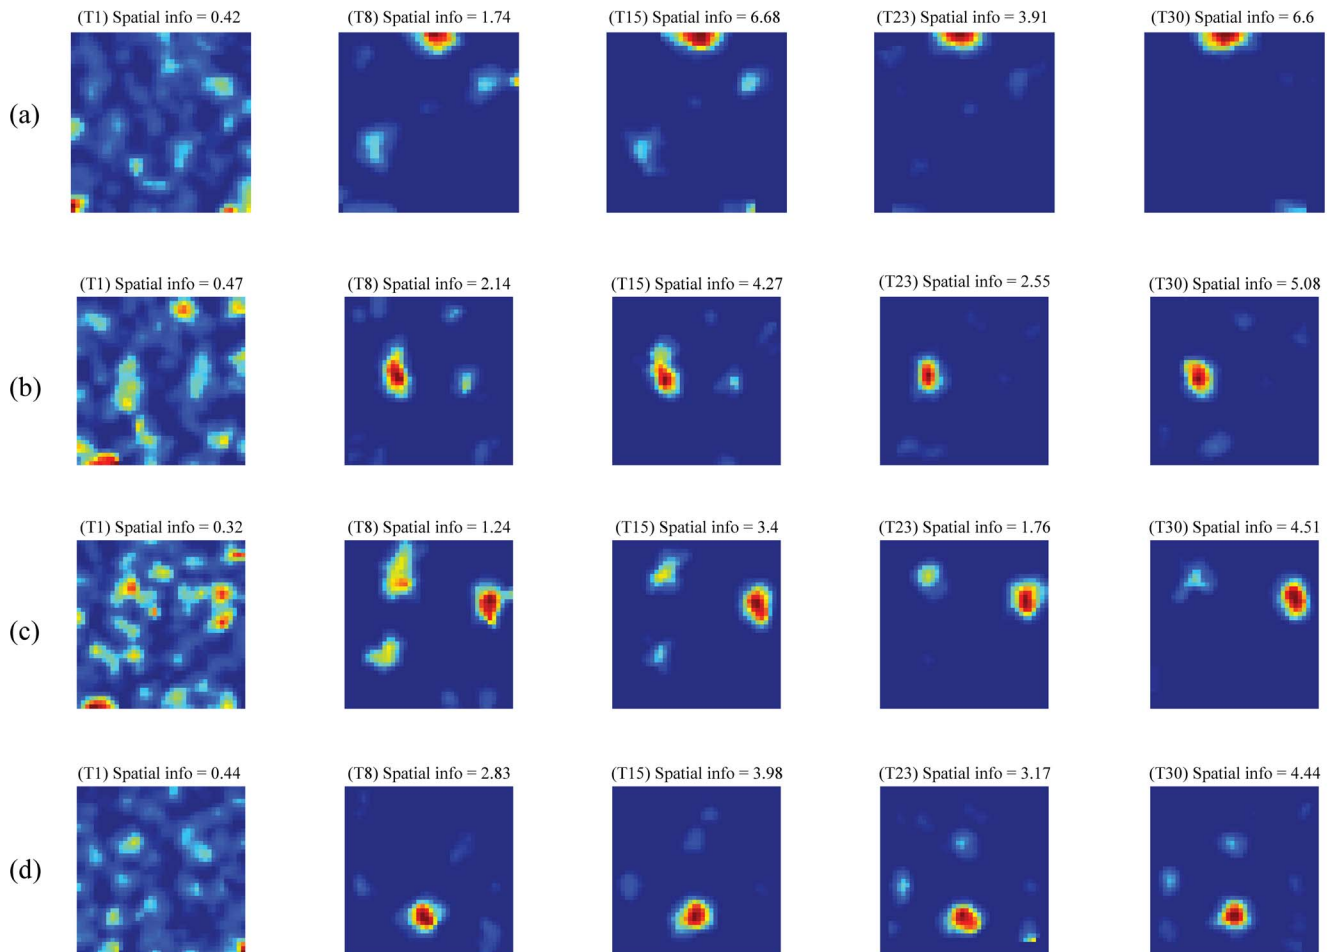 (T1) Spatial info = 0.42 (T8) Spatial info = 1.74 (T15) Spatial info = 6.68 (T23) Spatial info = 3.91 (T30) Spatial info = 6.6
(a)
(T1) Spatial info = 0.47 (T8) Spatial info = 2.14 (T15) Spatial info = 4.27 (T23) Spatial info = 2.55 (T30) Spatial info = 5.08
(b)
(T1) Spatial info = 0.32 (T8) Spatial info = 1.24 (T15) Spatial info = 3.4 (T23) Spatial info = 1.76 (T30) Spatial info = 4.51
(c)
(T1) Spatial info = 0.44 (T8) Spatial info = 2.83 (T15) Spatial info = 3.98 (T23) Spatial info = 3.17 (T30) Spatial info = 4.44
(d)